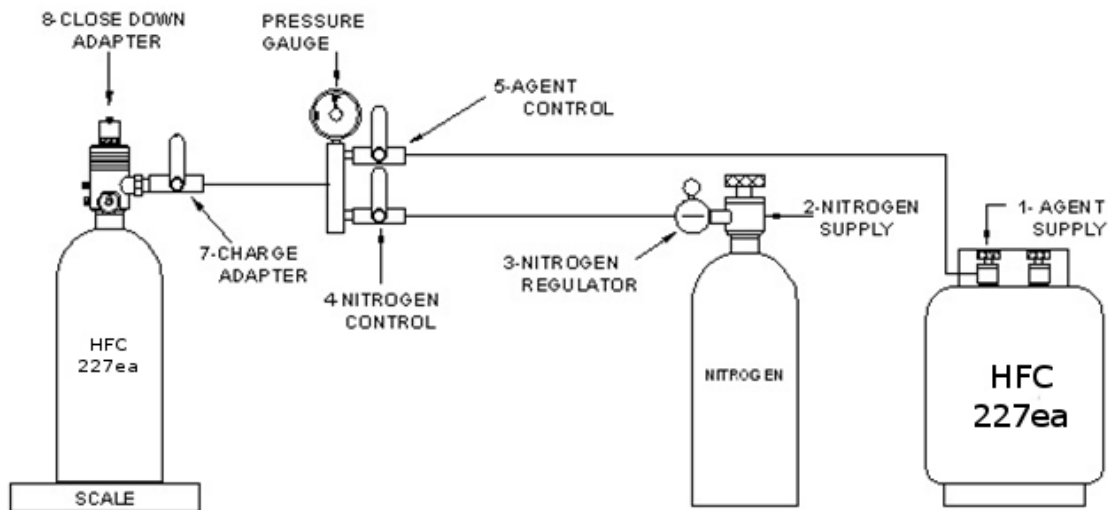 8-CLOSE DOWN
ADAPTER
PRESSURE
GAUGE
5-AGENT
CONTROL
7-CHARGE
ADAPTER
4-NITROGEN
CONTROL
3-NITROGEN
REGULATOR
2-NITROGEN
SUPPLY
1- AGENT
SUPPLY
HFC
227ea
NITROGEN
HFC
227ea
SCALE